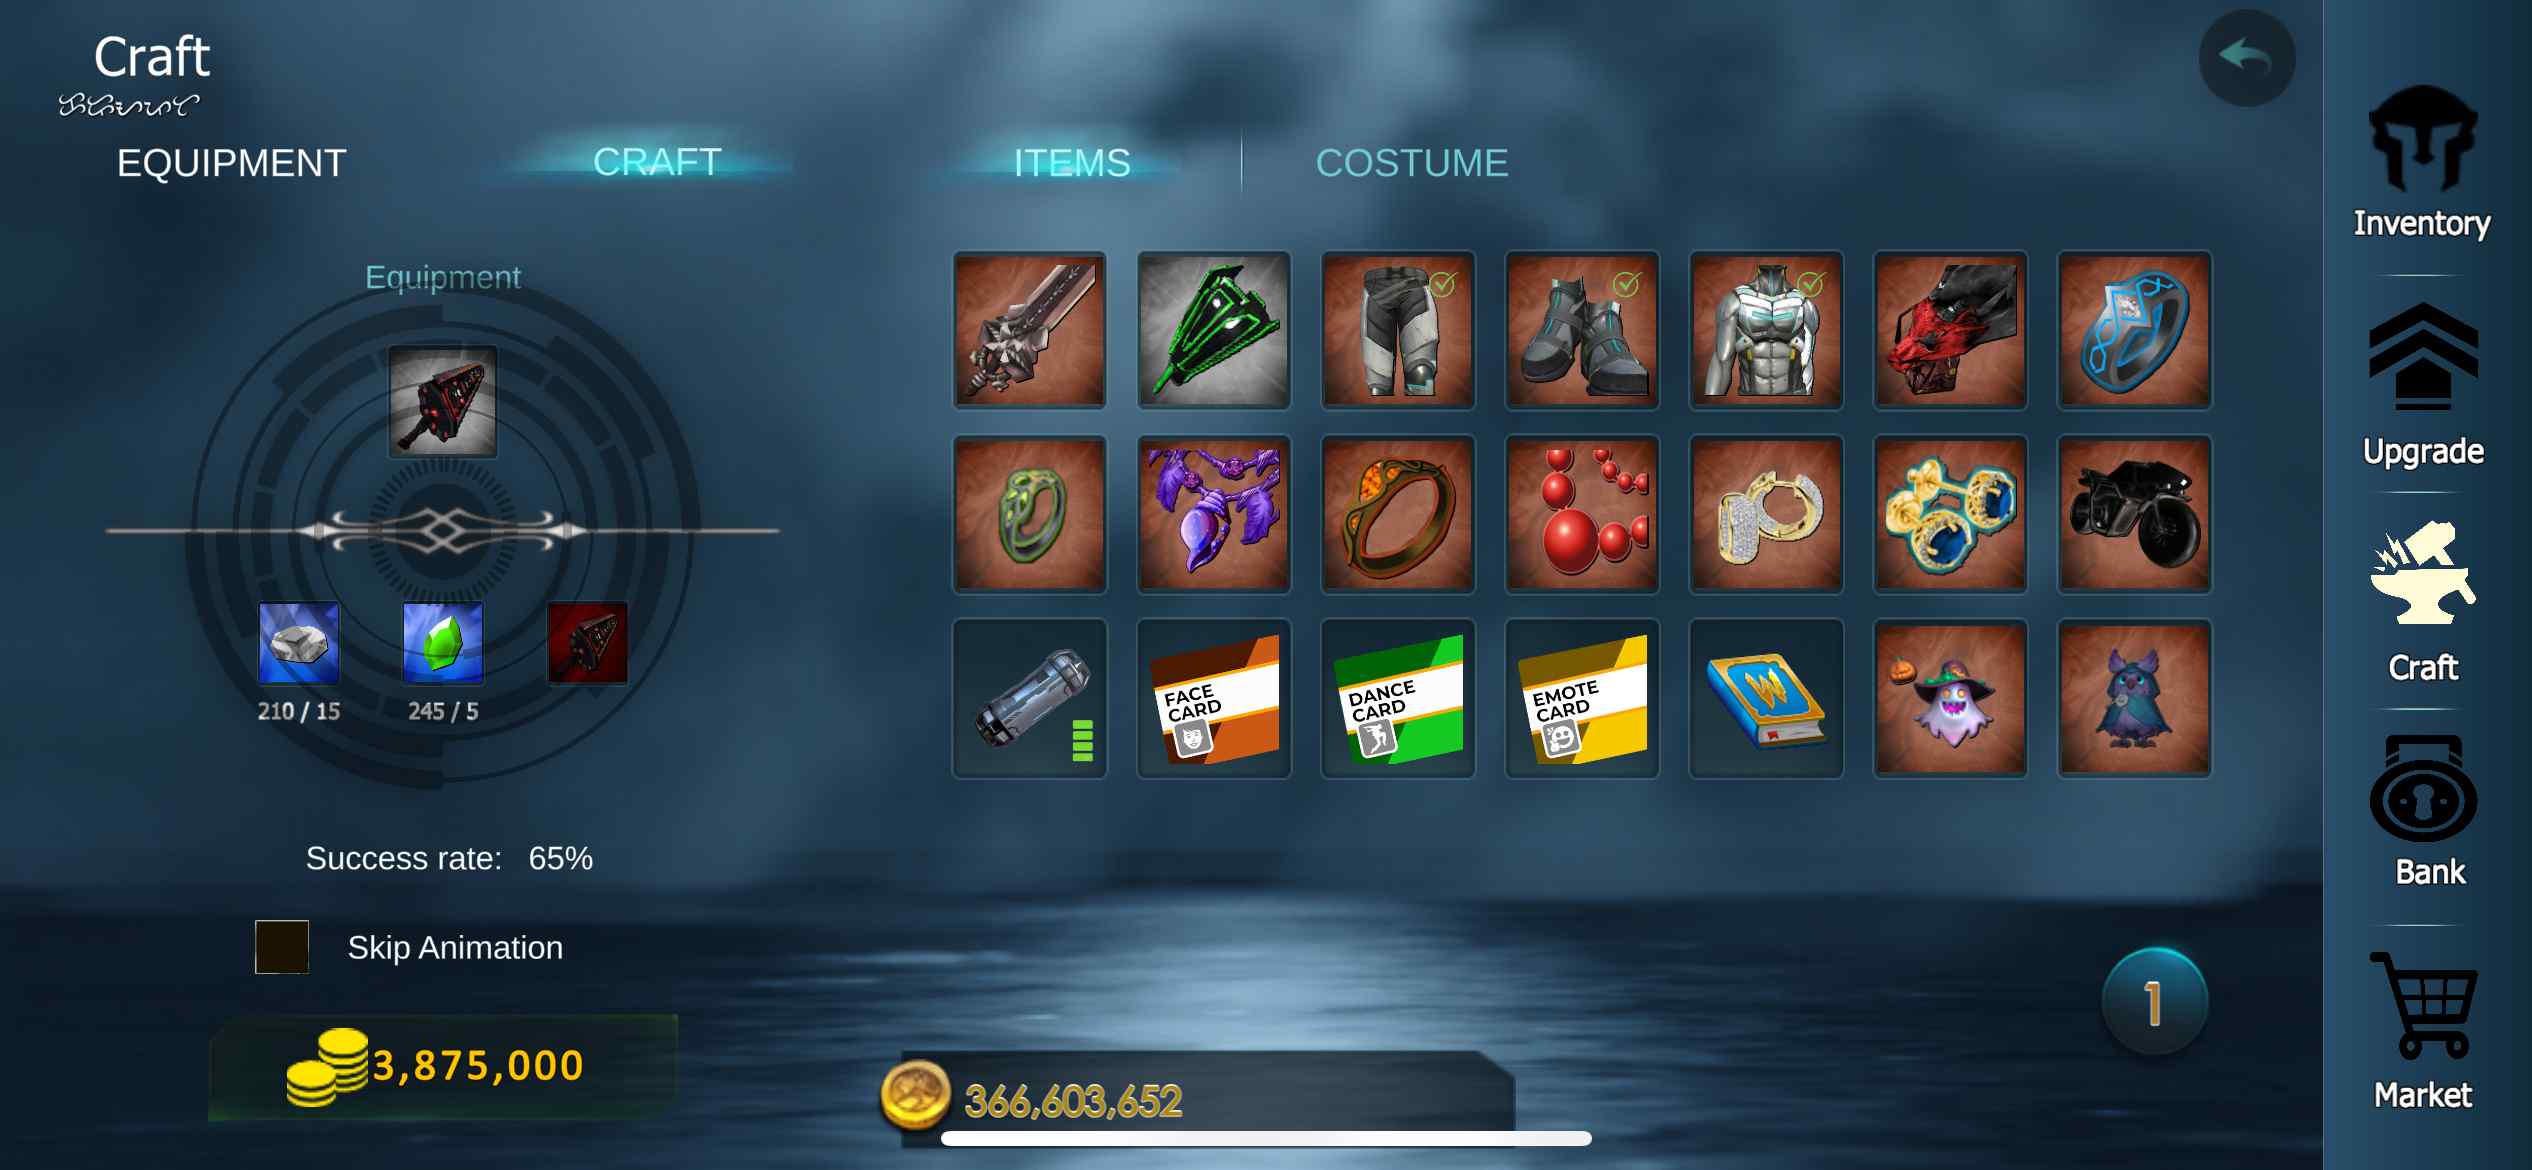 Craft
EQUIPMENT
CRAFT
ITEMS
COSTUME
Equipment
210 / 15
245 / 5
Success rate: 65%
Skip Animation
3,875,000
366,603,652
FACE
CARD
DANCE
CARD
EMOTE
CARD
W
1
Inventory
Upgrade
Craft
Bank
Market